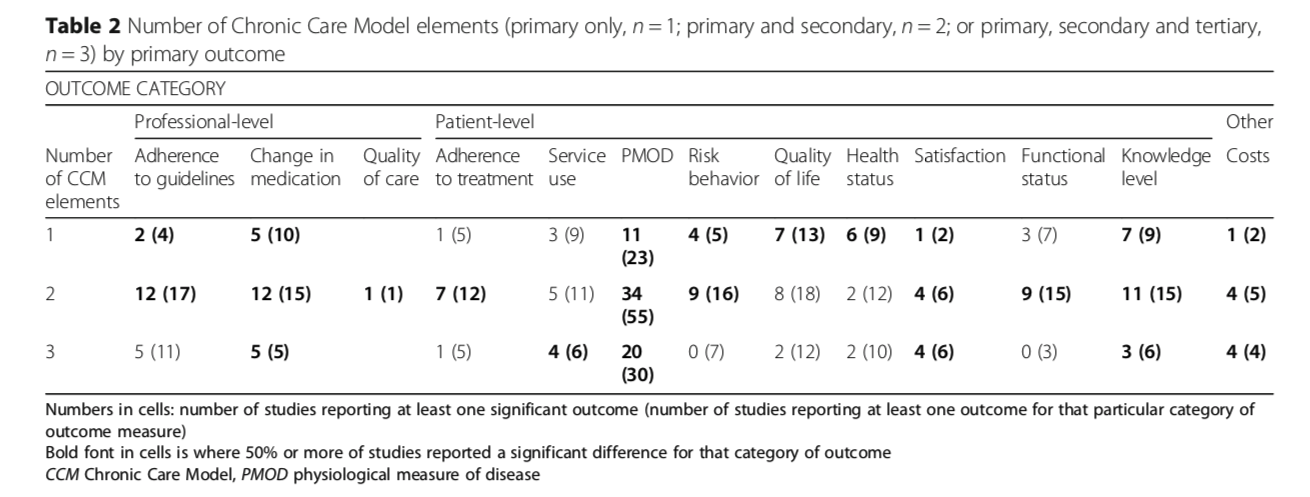 Table 2 Number of Chronic Care Model elements (primary only, n = 1; primary and secondary, n = 2; or primary, secondary and tertiary,
n = 3) by primary outcome
OUTCOME CATEGORY
Professional-level Patient-level Other
Number Adherence Change in Quality Adherence Service PMOD Risk Quality Health Satisfaction Functional Knowledge Costs
of CCM to guidelines medication of care to treatment use behavior of life status status level
elements
1 2 (4) 5 (10) 1 (5) 3 (9) 11 4 (5) 7 (13) 6 (9) 1 (2) 3 (7) 7 (9) 1 (2)
(23)
2 12 (17) 12 (15) 1 (1) 7 (12) 5 (11) 34 9 (16) 8 (18) 2 (12) 4 (6) 9 (15) 11 (15) 4 (5)
(55)
3 5 (11) 5 (5) 1 (5) 4 (6) 20 0 (7) 2 (12) 2 (10) 4 (6) 0 (3) 3 (6) 4 (4)
(30)
Numbers in cells: number of studies reporting at least one significant outcome (number of studies reporting at least one outcome for that particular category of
outcome measure)
Bold font in cells is where 50% or more of studies reported a significant difference for that category of outcome
CCM Chronic Care Model, PMOD physiological measure of disease